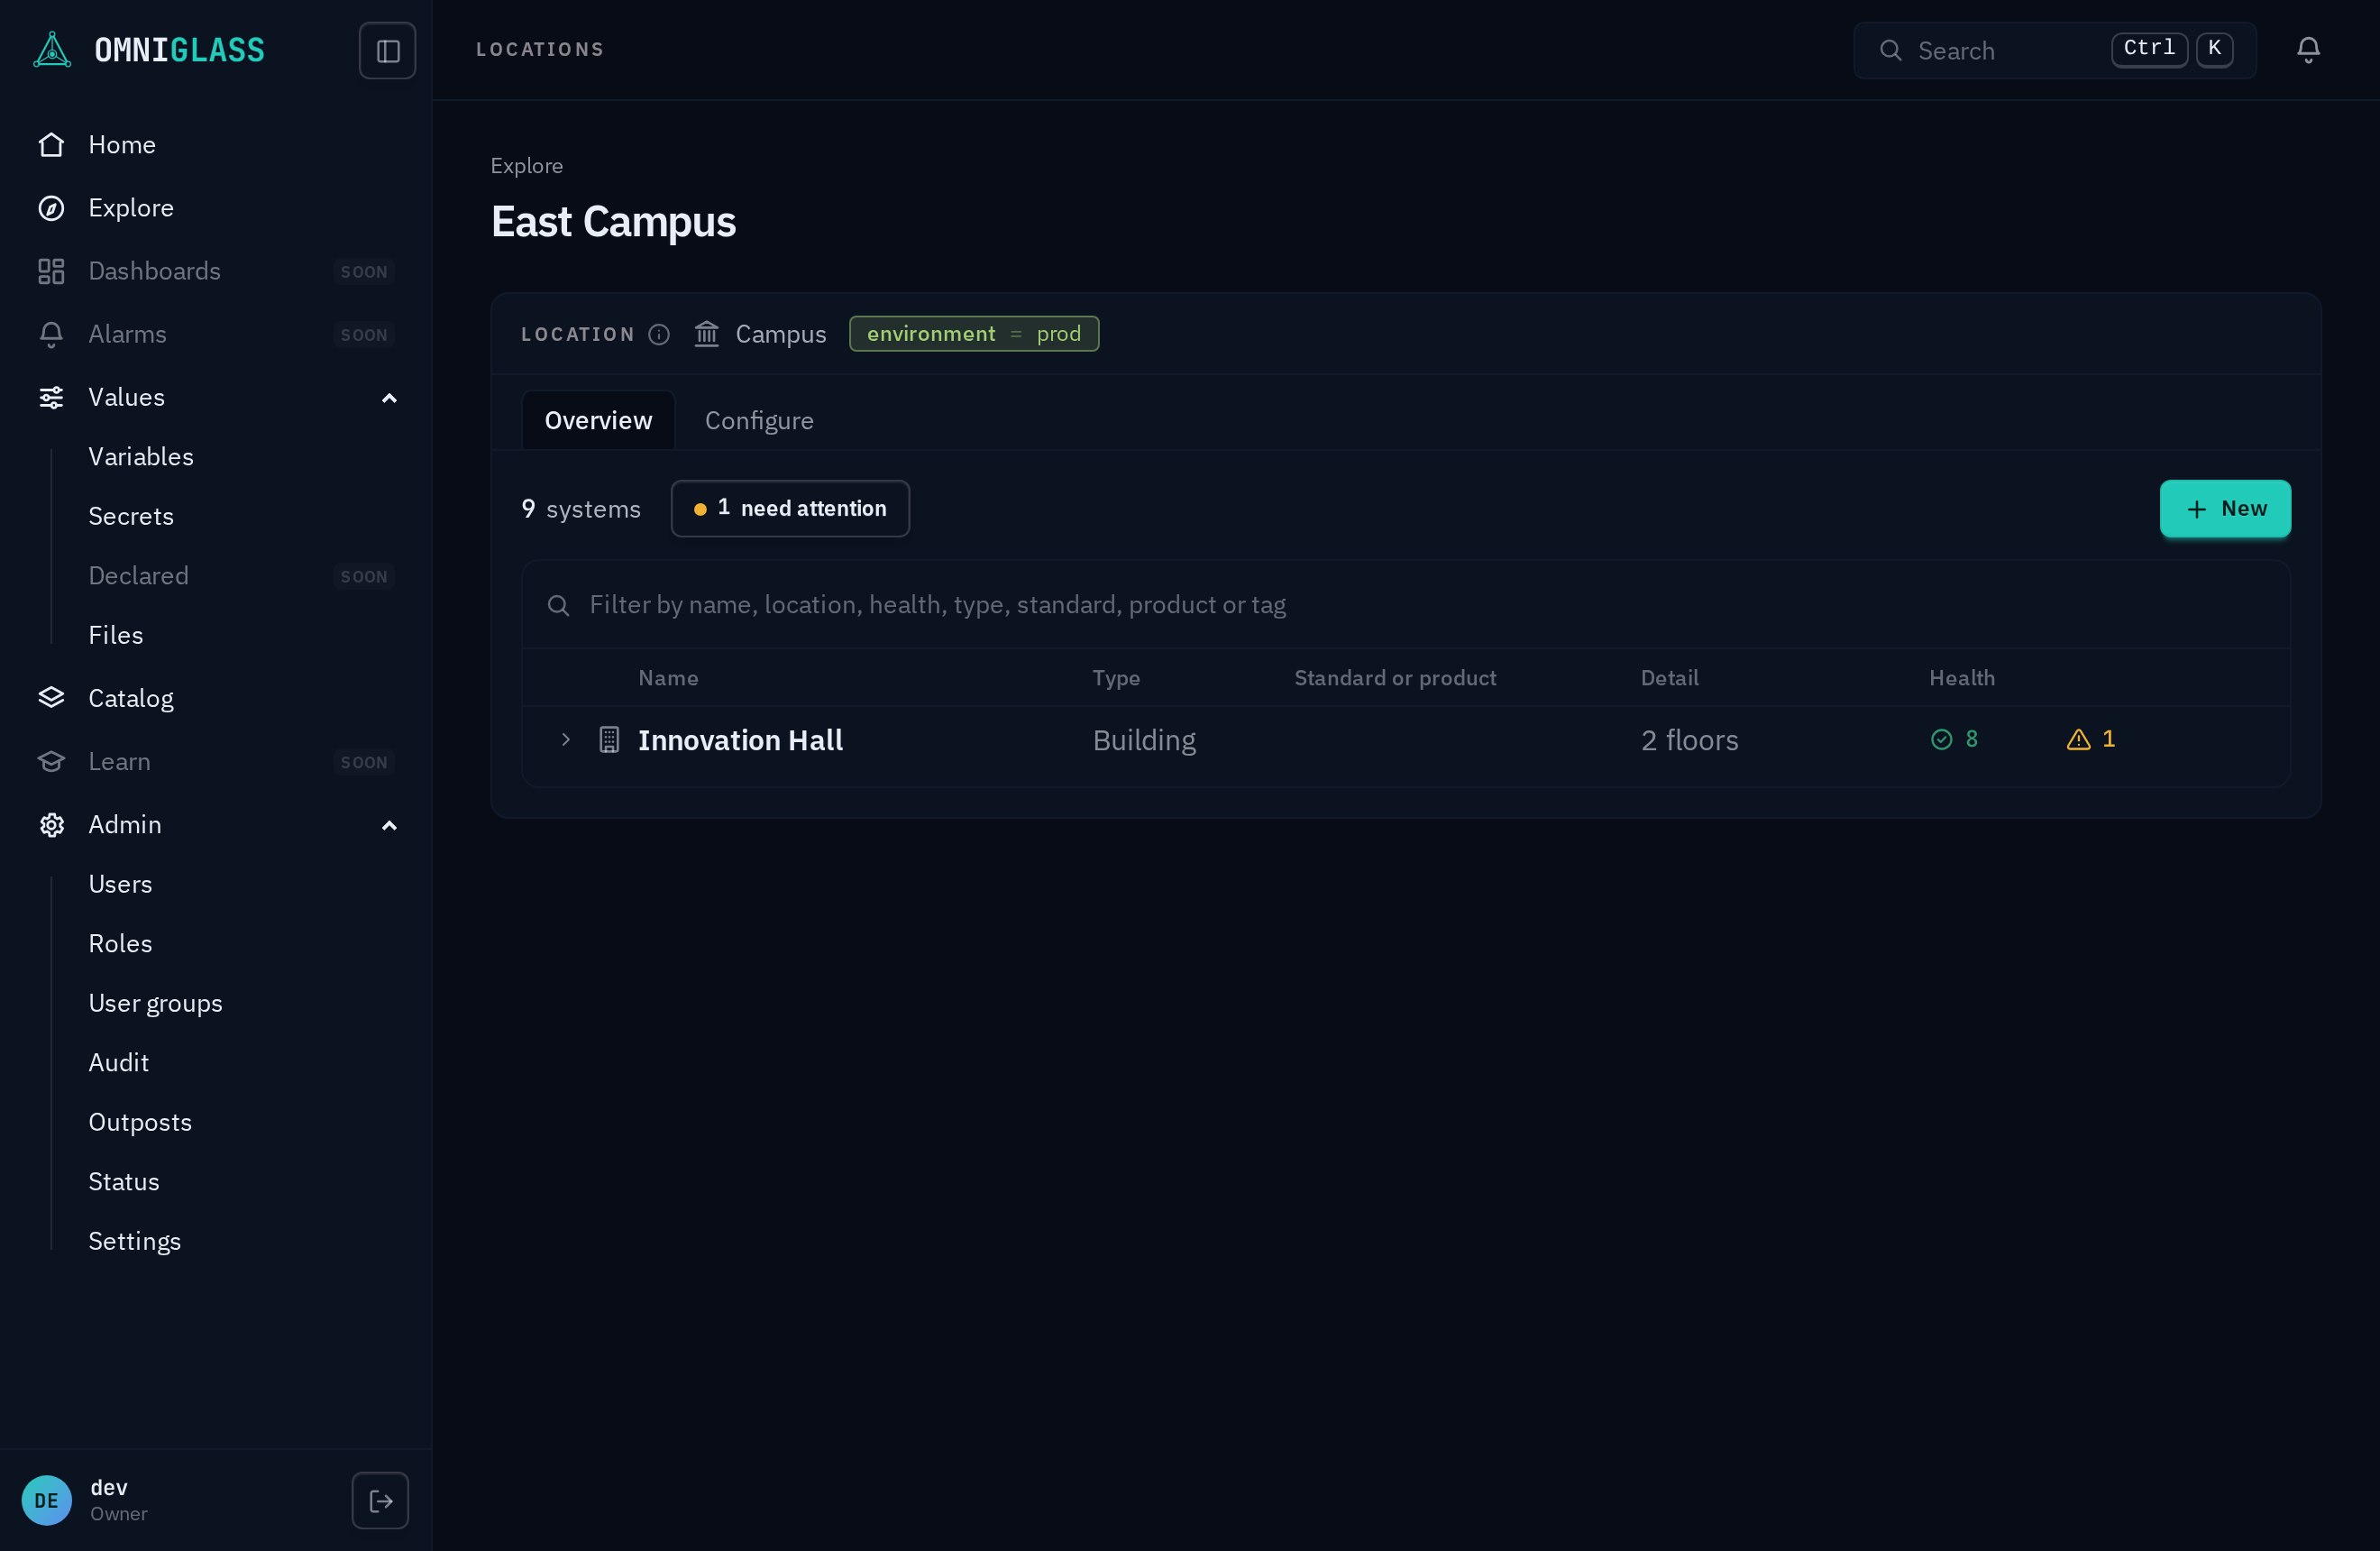 OMNIGLASS
LOCATIONS
Search Ctrl K
Home
Explore
Dashboards SOON
Alarms SOON
Values
Variables
Secrets
Declared SOON
Files
Catalog
Learn SOON
Admin
Users
Roles
User groups
Audit
Outposts
Status
Settings
DE dev
Owner
Explore
East Campus
LOCATION Campus environment = prod
Overview Configure
9 systems 1 need attention + New
Filter by name, location, health, type, standard, product or tag
Name Type Standard or product Detail Health
Innovation Hall Building 2 floors 8 1